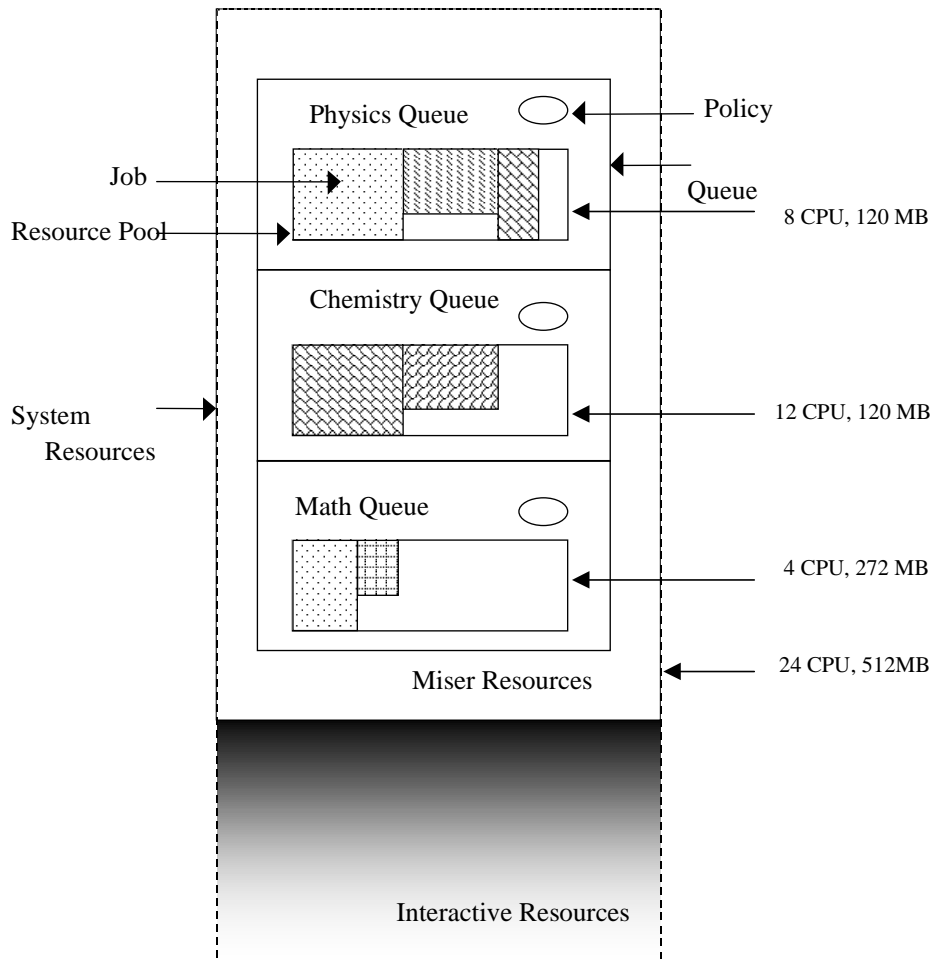 Physics Queue
Policy
Job
Queue
Resource Pool
8 CPU, 120 MB
Chemistry Queue
System
Resources
12 CPU, 120 MB
Math Queue
4 CPU, 272 MB
24 CPU, 512MB
Miser Resources
Interactive Resources